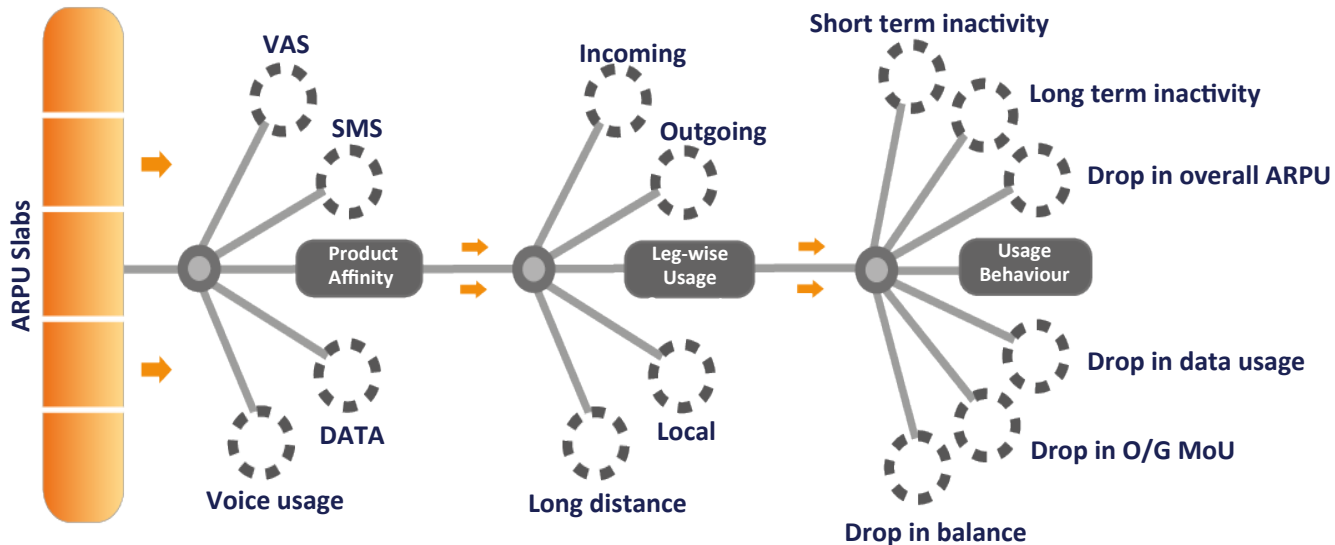 ARPU Slabs
VAS
SMS
Product
Affinity
DATA
Voice usage
Incoming
Outgoing
Leg-wise
Usage
Local
Long distance
Short term inactivity
Long term inactivity
Drop in overall ARPU
Usage
Behaviour
Drop in data usage
Drop in O/G MoU
Drop in balance